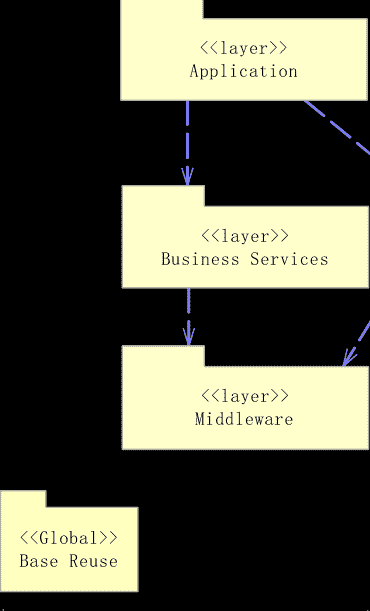 <<layer>>
Application
<<layer>>
Business Services
<<layer>>
Middleware
<<Global>>
Base Reuse